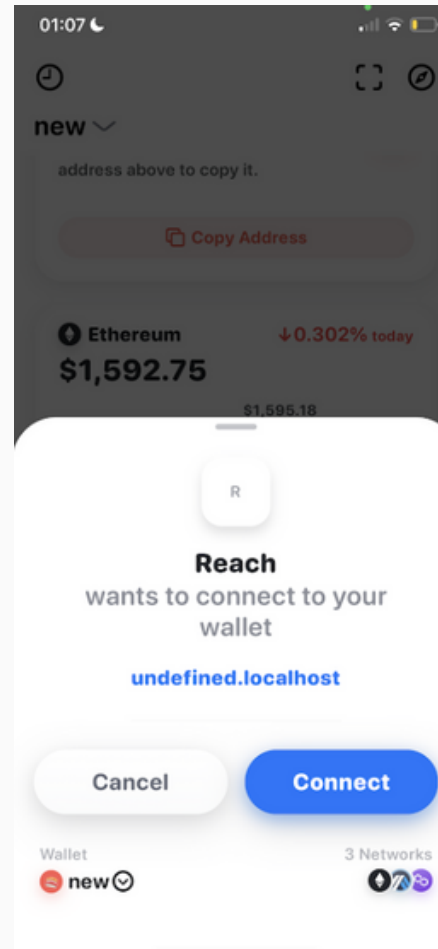 01:07
new
address above to copy it.
Copy Address
Ethereum
↓0.302% today
$1,592.75
$1,595.18
R
Reach
wants to connect to your
wallet
undefined.localhost
Cancel
Connect
Wallet
3 Networks
new